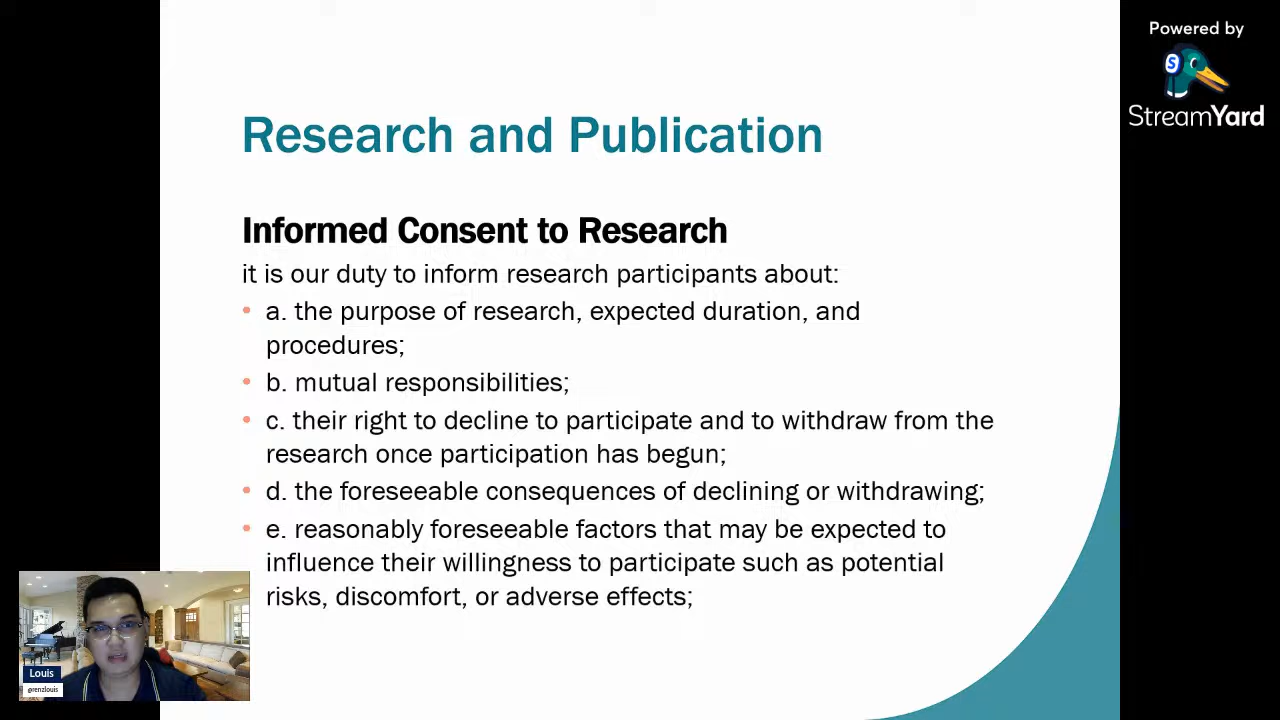 Powered by
StreamYard
Research and Publication
Informed Consent to Research
it is our duty to inform research participants about:
• a. the purpose of research, expected duration, and
procedures;
• b. mutual responsibilities;
• c. their right to decline to participate and to withdraw from the
research once participation has begun;
• d. the foreseeable consequences of declining or withdrawing;
• e. reasonably foreseeable factors that may be expected to
influence their willingness to participate such as potential
risks, discomfort, or adverse effects;
Louis
@renzlouis